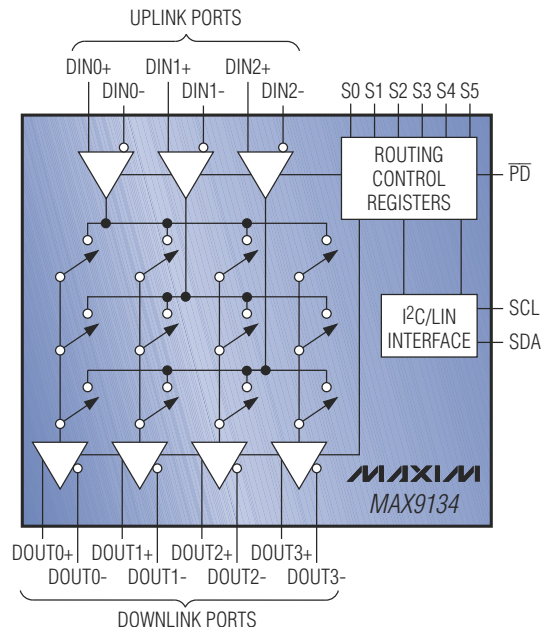 UPLINK PORTS
DIN0+ DIN1+ DIN2+
DIN0- DIN1- DIN2-
S0 S1 S2 S3 S4 S5
ROUTING
CONTROL
REGISTERS
PD
I²C/LIN
INTERFACE
SCL
SDA
MAXIM
MAX9134
DOUT0+ DOUT1+ DOUT2+ DOUT3+
DOUT0- DOUT1- DOUT2- DOUT3-
DOWNLINK PORTS